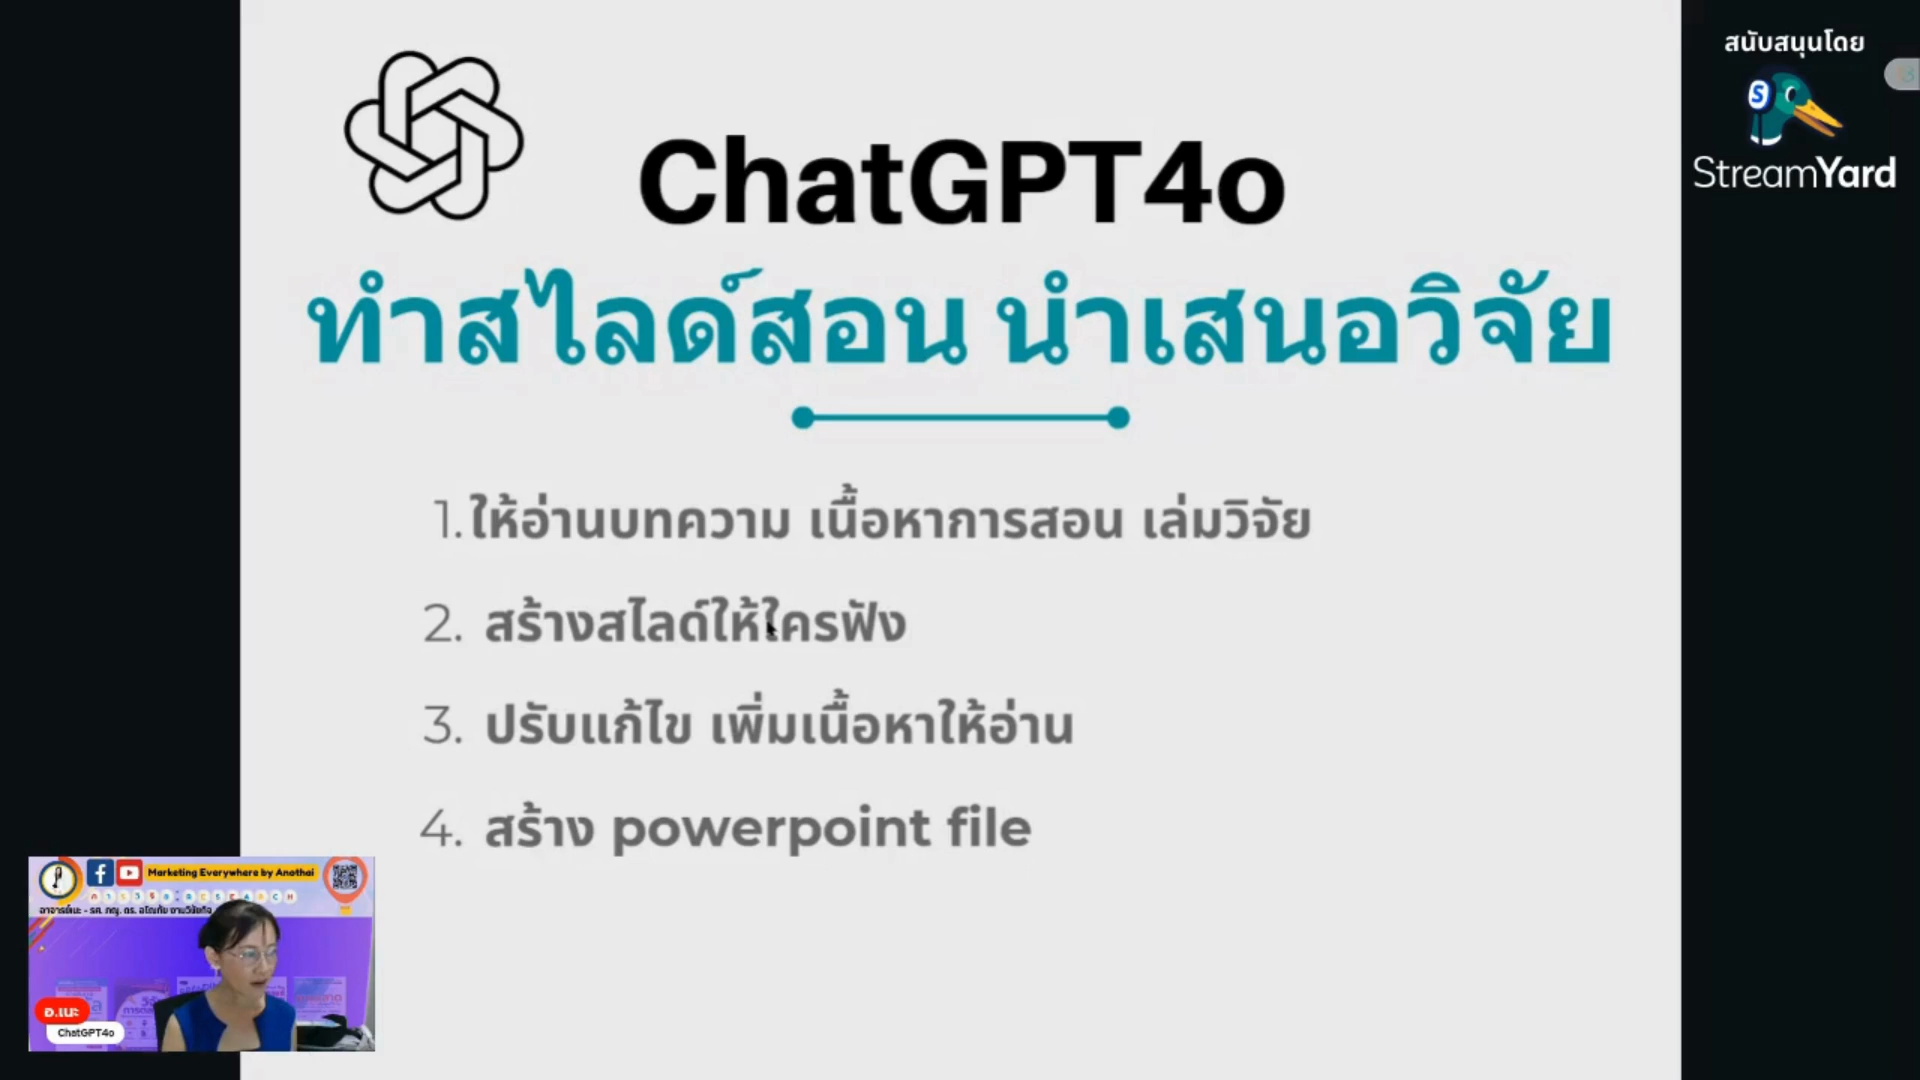 สนับสนุนโดย
StreamYard
ChatGPT4o
ทำสไลด์สอน นำเสนอวิจัย
1. ให้อ่านบทความ เนื้อหาการสอน เล่มวิจัย
2. สร้างสไลด์ให้ใครฟัง
3. ปรับแก้ไข เพิ่มเนื้อหาให้อ่าน
4. สร้าง powerpoint file
Marketing Everywhere by Anothai
อ.เนะ
ChatGPT4o